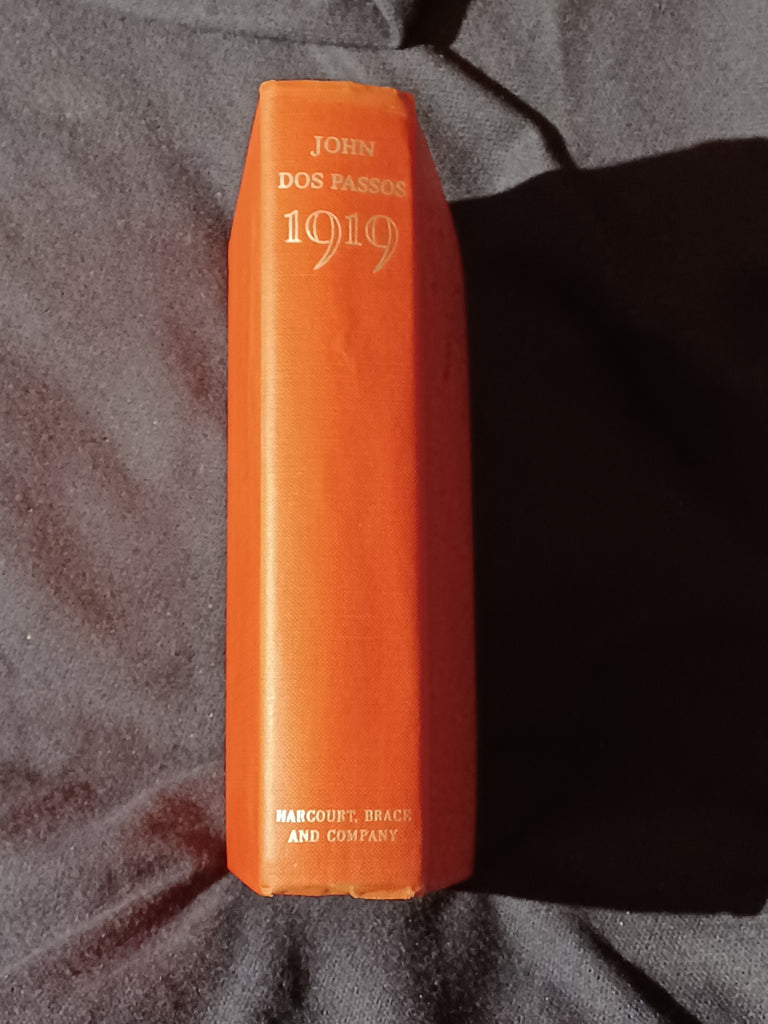 JOHN
DOS PASSOS
1919
HARCOURT, BRACE
AND COMPANY